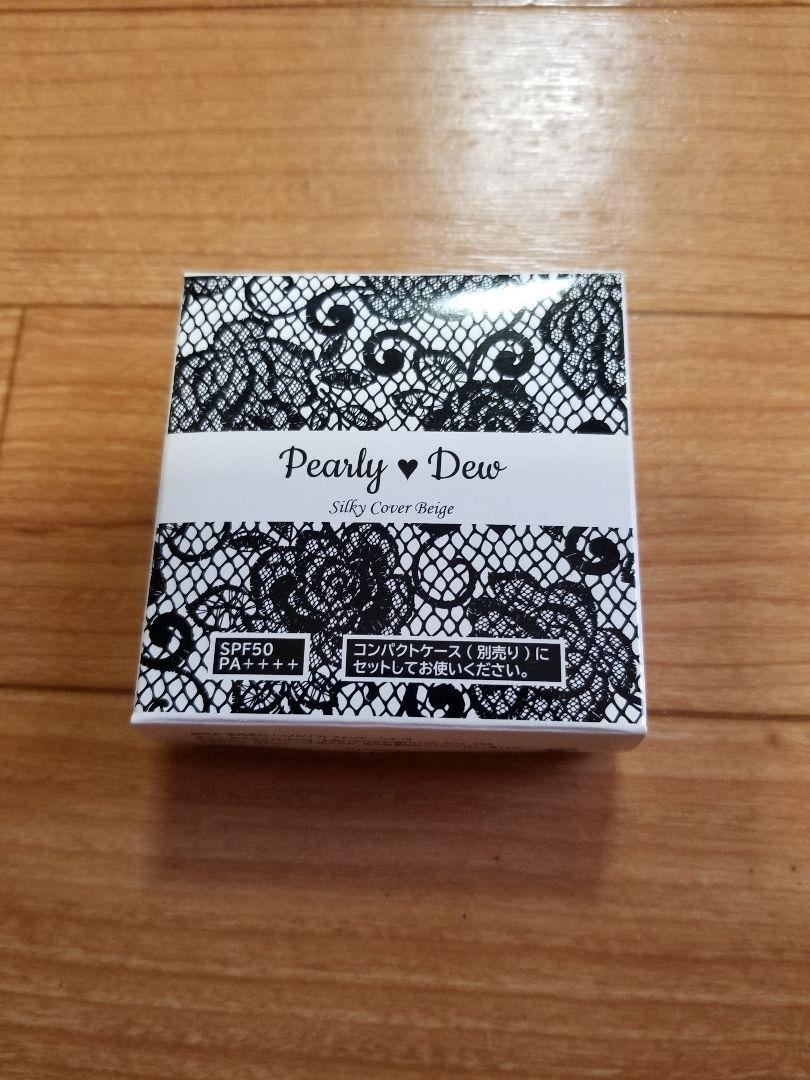 Pearly ♥ Dew
Silky Cover Beige
SPF50
PA++++
コンパクトケース(別売り)に
セットしてお使いください。